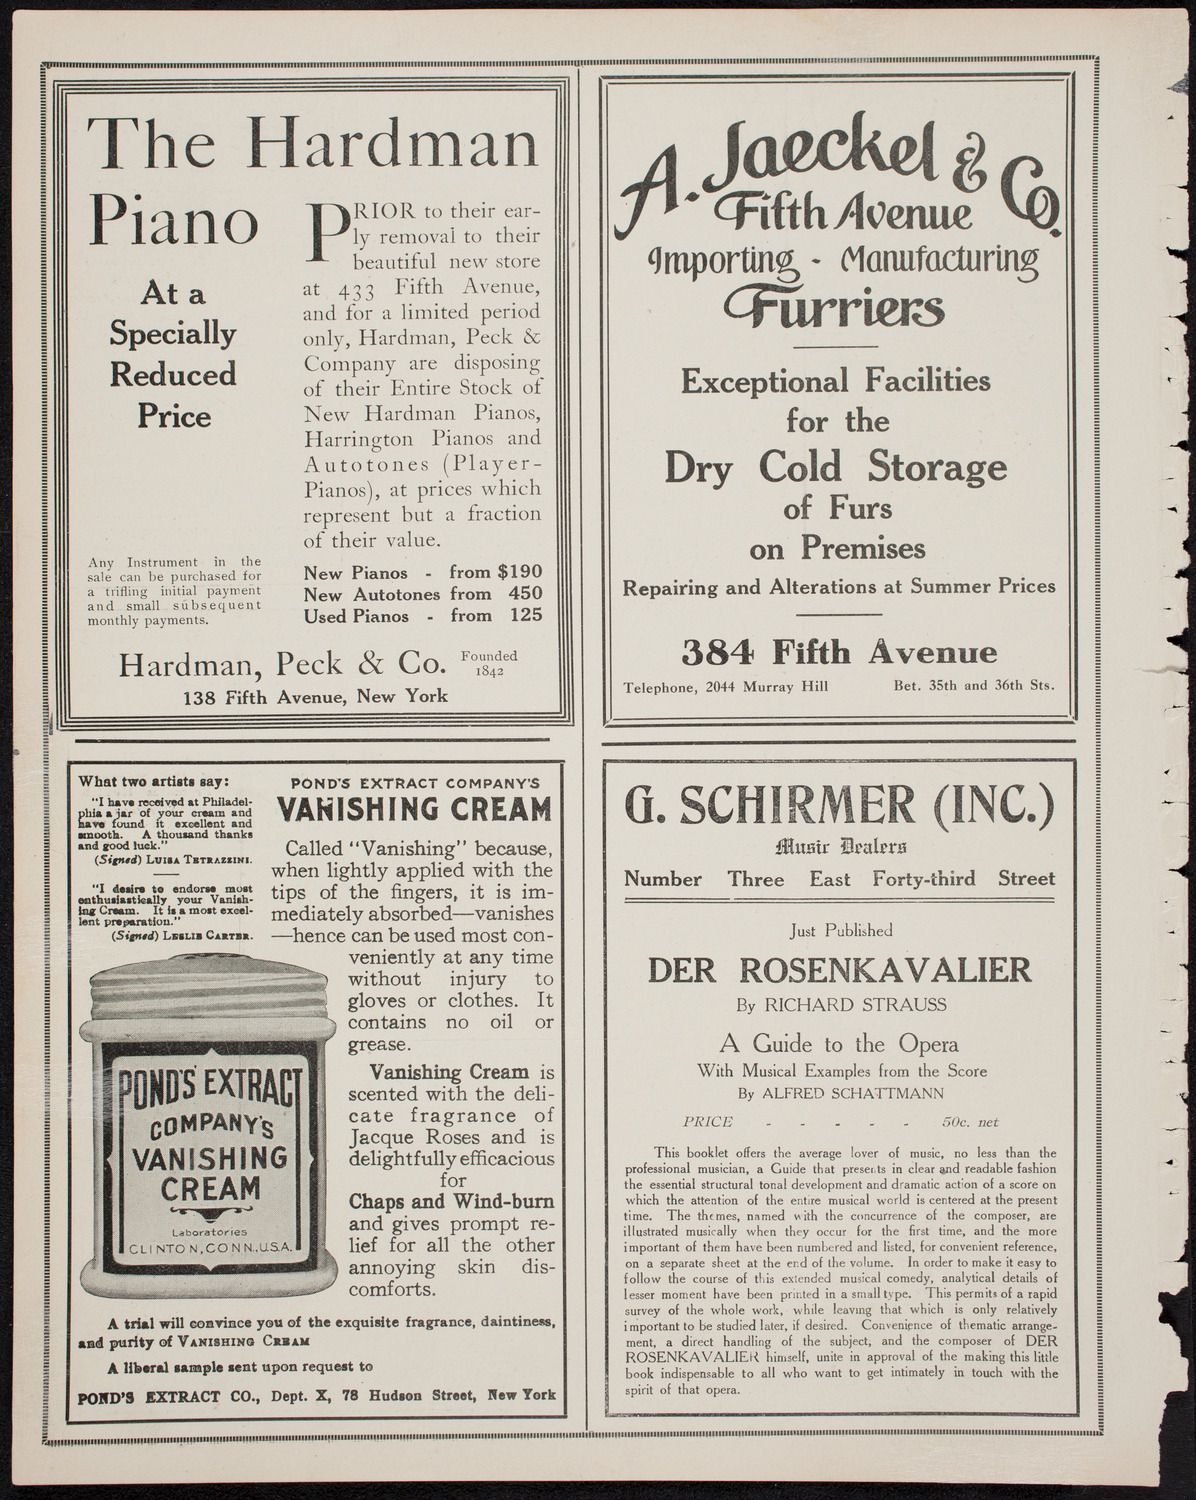 The Hardman
Piano
At a
Specially
Reduced
Price
PRIOR to their ear-
ly removal to their
beautiful new store
at 433 Fifth Avenue,
and for a limited period
only, Hardman, Peck &
Company are disposing
of their Entire Stock of
New Hardman Pianos,
Harrington Pianos and
Autotones (Player-
Pianos), at prices which
represent but a fraction
of their value.
Any Instrument in the
sale can be purchased for
a trifling initial payment
and small subsequent
monthly payments.
New Pianos - from $190
New Autotones from 450
Used Pianos - from 125
Hardman, Peck & Co. Founded 1842
138 Fifth Avenue, New York
A. Jaeckel & Co.
Fifth Avenue
Importing - Manufacturing
Furriers
Exceptional Facilities
for the
Dry Cold Storage
of Furs
on Premises
Repairing and Alterations at Summer Prices
384 Fifth Avenue
Telephone, 2044 Murray Hill Bet. 35th and 36th Sts.
What two artists say:
"I have received at Philadel-
phia a jar of your cream and
have found it excellent and
smooth. A thousand thanks
and good luck."
(Signed) LUISA TETRAZZINI.
"I desire to endorse most
enthusiastically your Vanish-
ing Cream. It is a most excel-
lent preparation."
(Signed) LESLIE CARTER.
POND'S EXTRACT COMPANY'S
VANISHING CREAM
Called "Vanishing" because,
when lightly applied with the
tips of the fingers, it is im-
mediately absorbed—vanishes
—hence can be used most con-
veniently at any time
without injury to
gloves or clothes. It
contains no oil or
grease.
Vanishing Cream is
scented with the deli-
cate fragrance of
Jacque Roses and is
delightfully efficacious
for
Chaps and Wind-burn
and gives prompt re-
lief for all the other
annoying skin dis-
comforts.
POND'S EXTRACT
COMPANY'S
VANISHING
CREAM
Laboratories
CLINTON, CONN., U.S.A.
A trial will convince you of the exquisite fragrance, daintiness,
and purity of VANISHING CREAM
A liberal sample sent upon request to
POND'S EXTRACT CO., Dept. X, 78 Hudson Street, New York
G. SCHIRMER (INC.)
Music Dealers
Number Three East Forty-third Street
Just Published
DER ROSENKAVALIER
By RICHARD STRAUSS
A Guide to the Opera
With Musical Examples from the Score
By ALFRED SCHATTMANN
PRICE - - - - - 50c. net
This booklet offers the average lover of music, no less than the
professional musician, a Guide that presents in clear and readable fashion
the essential structural tonal development and dramatic action of a score on
which the attention of the entire musical world is centered at the present
time. The themes, named with the concurrence of the composer, are
illustrated musically when they occur for the first time, and the more
important of them have been numbered and listed, for convenient reference,
on a separate sheet at the end of the volume. In order to make it easy to
follow the course of this extended musical comedy, analytical details of
lesser moment have been printed in a small type. This permits of a rapid
survey of the whole work, while leaving that which is only relatively
important to be studied later, if desired. Convenience of thematic arrange-
ment, a direct handling of the subject, and the composer of DER
ROSENKAVALIER himself, unite in approval of the making this little
book indispensable to all who want to get intimately in touch with the
spirit of that opera.